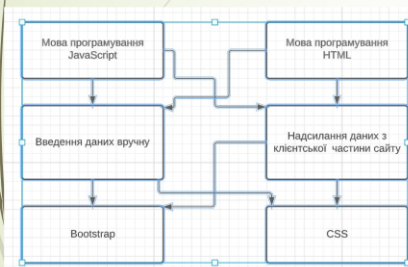 Мова програмування
JavaScript
Мова програмування
HTML
Введення даних вручну
Надсилання даних з
клієнтської частини сайту
Bootstrap
CSS